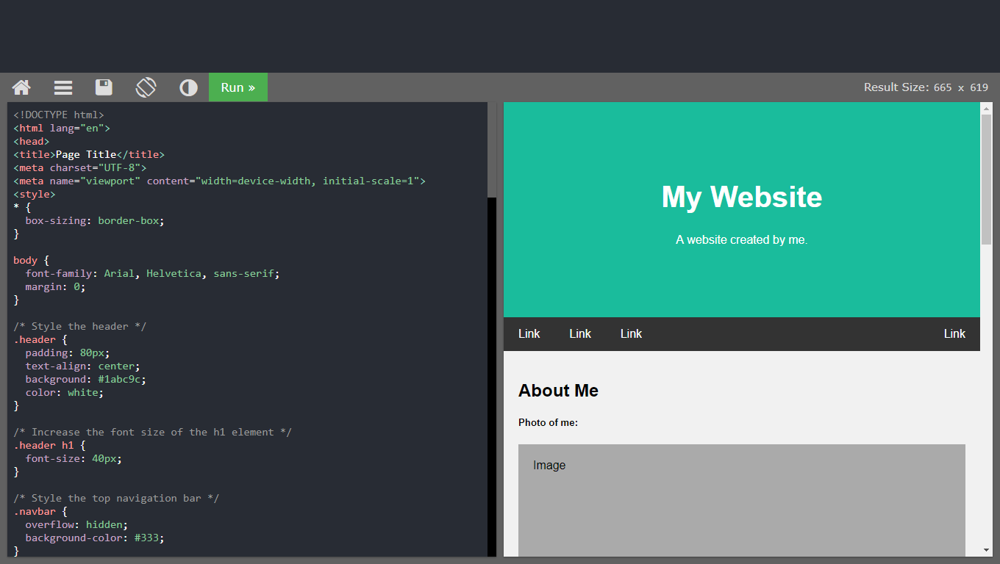 Run »
Result Size: 665 x 619
<!DOCTYPE html>
<html lang="en">
<head>
<title>Page Title</title>
<meta charset="UTF-8">
<meta name="viewport" content="width=device-width, initial-scale=1">
<style>
* {
  box-sizing: border-box;
}

body {
  font-family: Arial, Helvetica, sans-serif;
  margin: 0;
}

/* Style the header */
.header {
  padding: 80px;
  text-align: center;
  background: #1abc9c;
  color: white;
}

/* Increase the font size of the h1 element */
.header h1 {
  font-size: 40px;
}

/* Style the top navigation bar */
.navbar {
  overflow: hidden;
  background-color: #333;
}
My Website
A website created by me.
Link Link Link Link
About Me
Photo of me:
Image